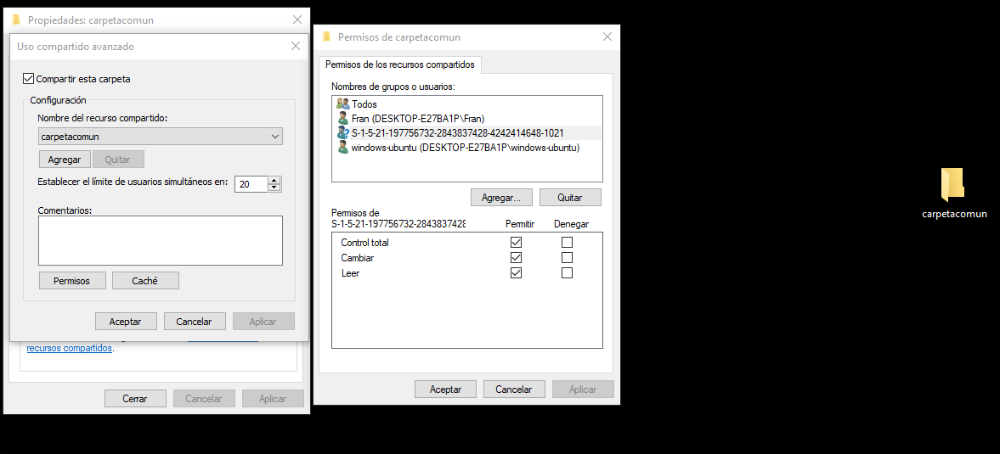 Propiedades: carpetacomun
Uso compartido avanzado
Compartir esta carpeta
Configuración
Nombre del recurso compartido:
carpetacomun
Agregar
Quitar
Establecer el límite de usuarios simultáneos en:
20
Comentarios:
Permisos
Caché
Aceptar
Cancelar
Aplicar
recursos compartidos.
Cerrar
Cancelar
Aplicar
Permisos de carpetacomun
Permisos de los recursos compartidos
Nombres de grupos o usuarios:
Todos
Fran (DESKTOP-E27BA1P\Fran)
S-1-5-21-197756732-2843837428-4242414648-1021
windows-ubuntu (DESKTOP-E27BA1P\windows-ubuntu)
Agregar...
Quitar
Permisos de
S-1-5-21-197756732-2843837428
Permitir
Denegar
Control total
Cambiar
Leer
Aceptar
Cancelar
Aplicar
carpetacomun